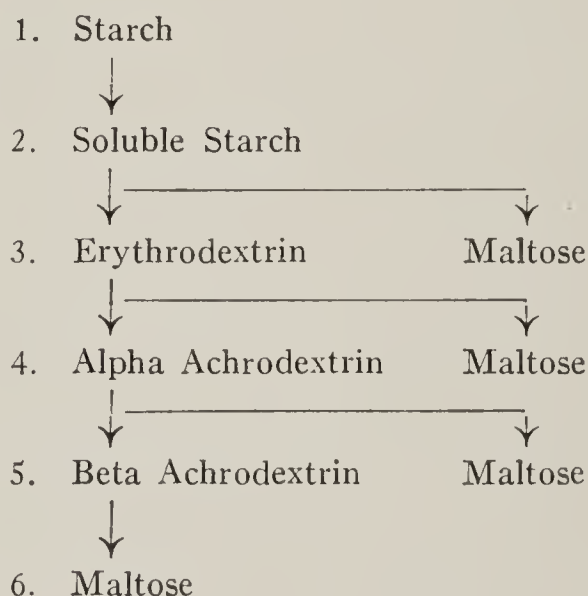 1. Starch
2. Soluble Starch
3. Erythrodextrin Maltose
4. Alpha Achrodextrin Maltose
5. Beta Achrodextrin Maltose
6. Maltose